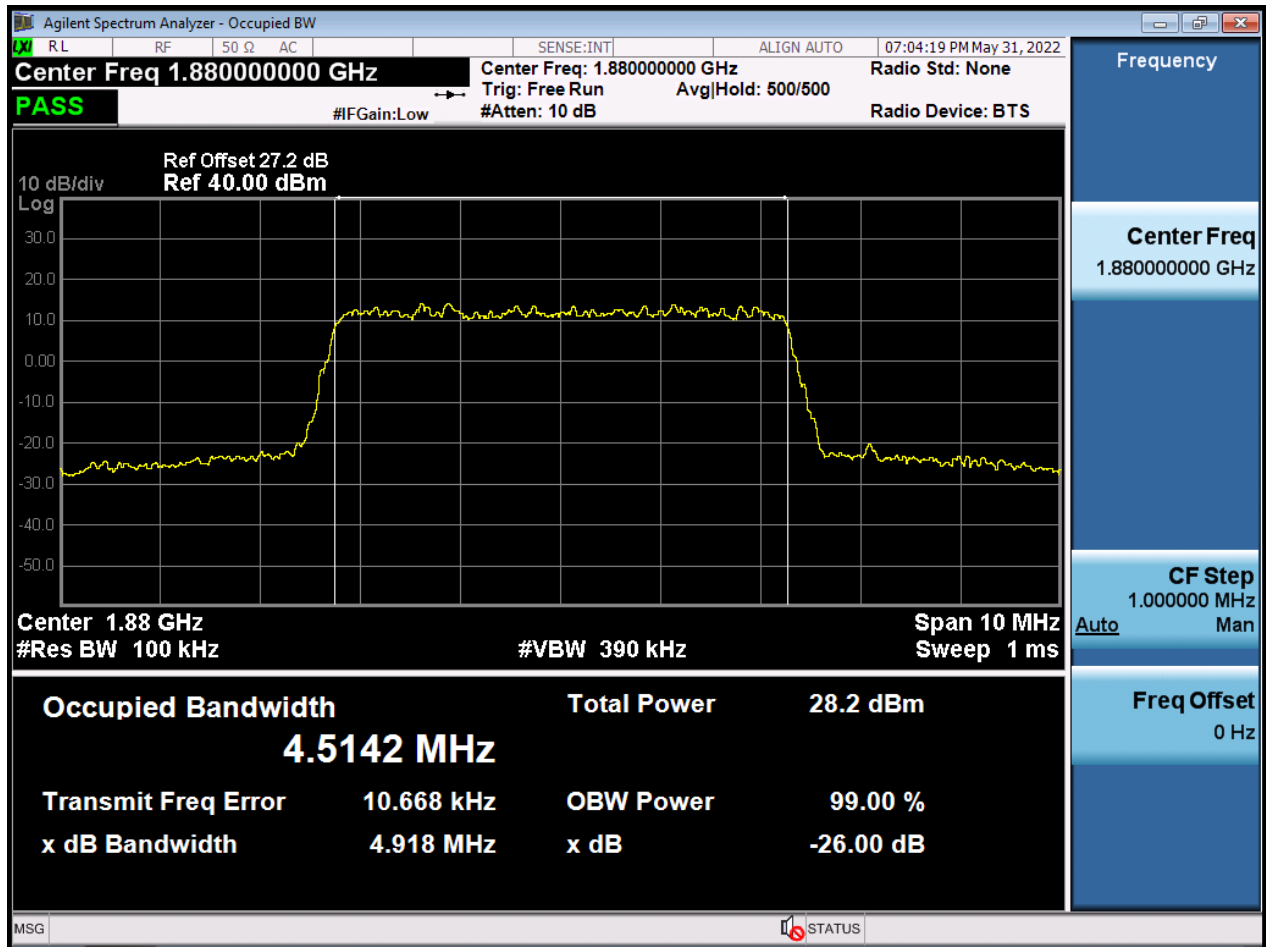 Agilent Spectrum Analyzer - Occupied BW
LXI RL RF 50 Ω AC SENSE:INT ALIGN AUTO 07:04:19 PM May 31, 2022
Center Freq 1.880000000 GHz
Center Freq: 1.880000000 GHz Radio Std: None
Trig: Free Run Avg|Hold: 500/500
PASS
#IFGain:Low #Atten: 10 dB Radio Device: BTS
Ref Offset 27.2 dB
10 dB/div Ref 40.00 dBm
Log
30.0
20.0
10.0
0.00
-10.0
-20.0
-30.0
-40.0
-50.0
Center 1.88 GHz Span 10 MHz
#Res BW 100 kHz #VBW 390 kHz Sweep 1 ms
Occupied Bandwidth Total Power 28.2 dBm
4.5142 MHz
Transmit Freq Error 10.668 kHz OBW Power 99.00 %
x dB Bandwidth 4.918 MHz x dB -26.00 dB
MSG STATUS
Frequency
Center Freq
1.880000000 GHz
CF Step
1.000000 MHz
Auto Man
Freq Offset
0 Hz